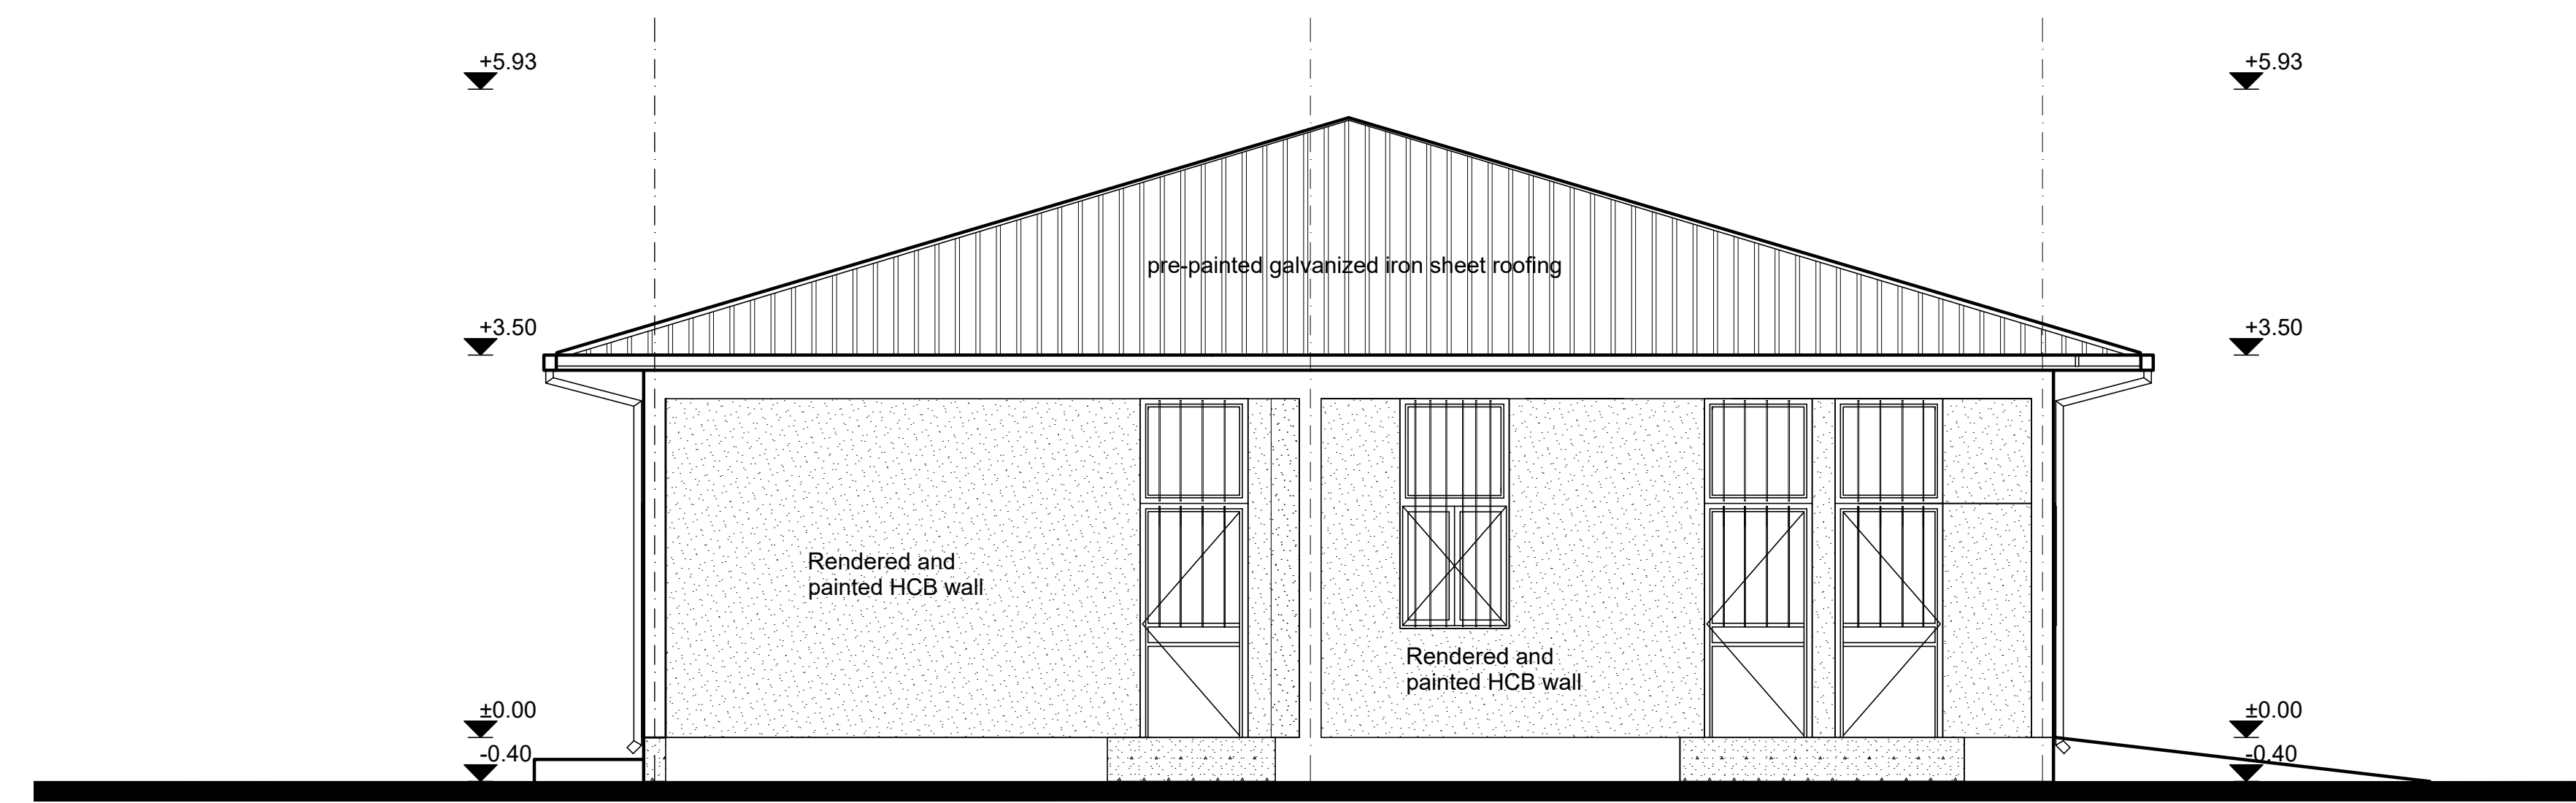 +5.93
+5.93
pre-painted galvanized iron sheet roofing
+3.50
+3.50
Rendered and
painted HCB wall
Rendered and
painted HCB wall
±0.00
±0.00
-0.40
-0.40